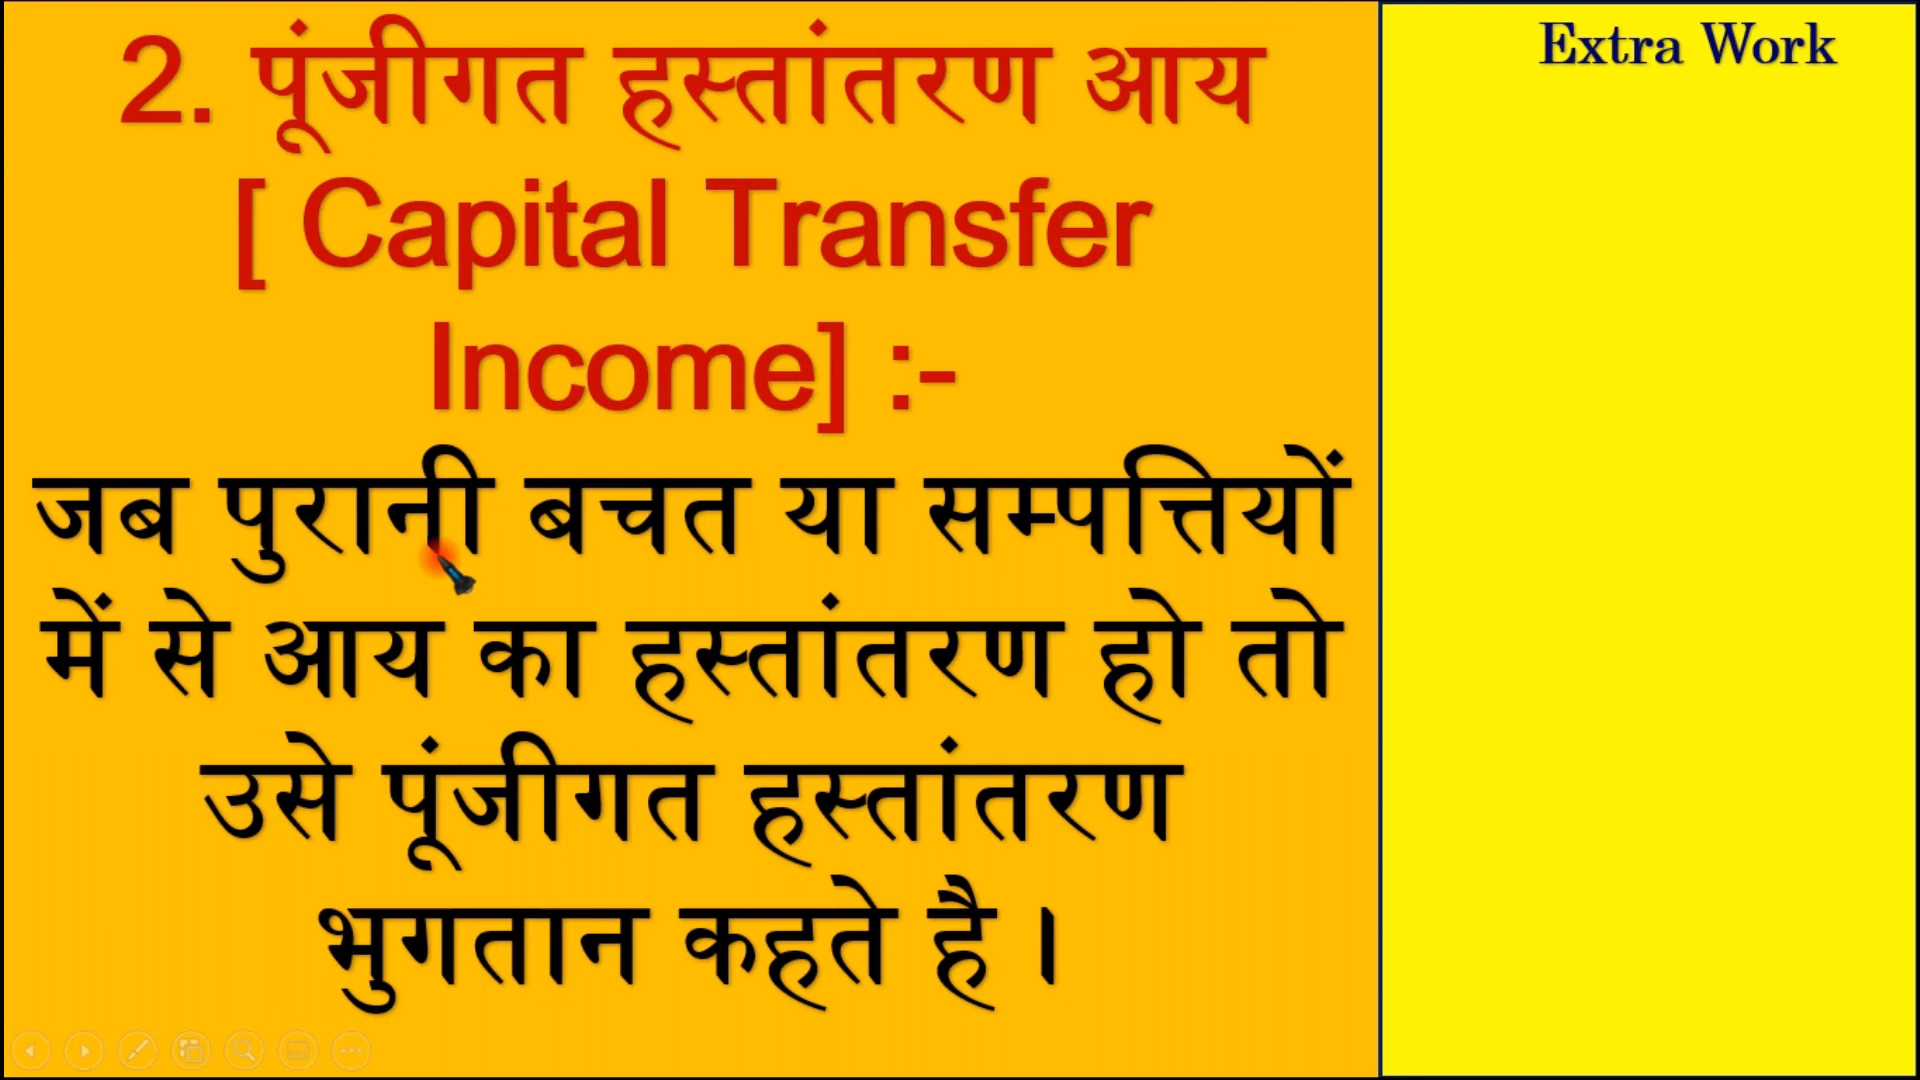 2. पूंजीगत हस्तांतरण आय
[ Capital Transfer
Income] :-
जब पुरानी बचत या सम्पत्तियों
में से आय का हस्तांतरण हो तो
उसे पूंजीगत हस्तांतरण
भुगतान कहते है ।
Extra Work